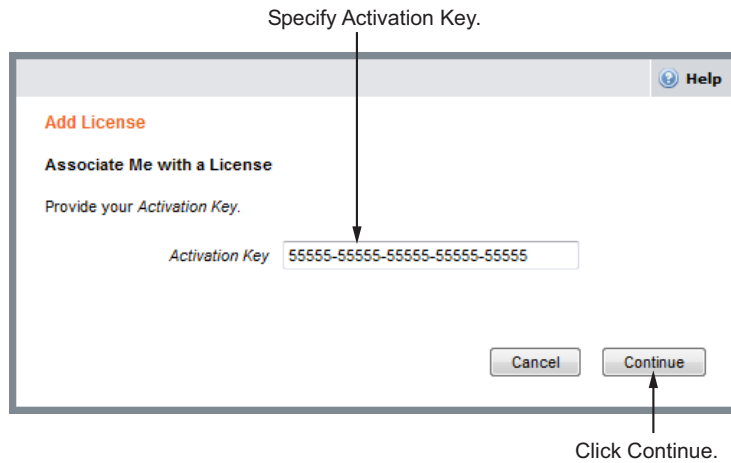 Specify Activation Key.
Help
Add License
Associate Me with a License
Provide your Activation Key.
Activation Key 55555-55555-55555-55555-55555
Cancel Continue
Click Continue.